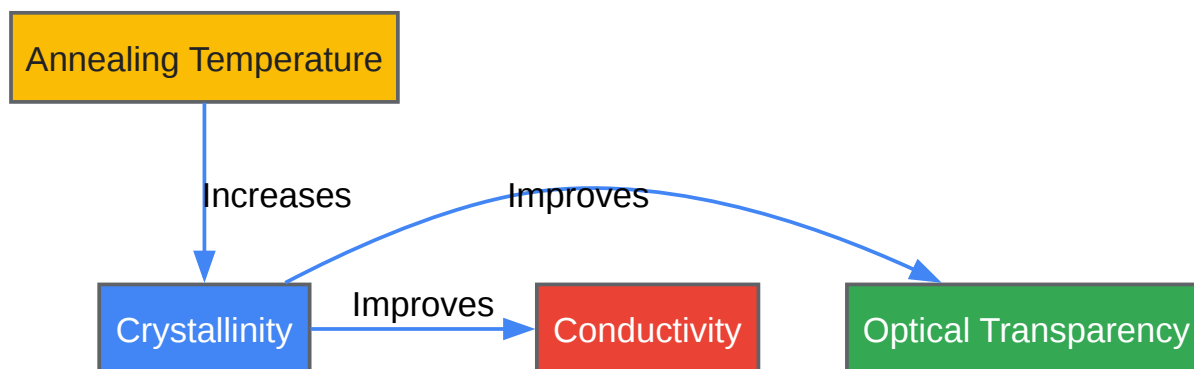 Annealing Temperature
Increases
Improves
Improves
Crystallinity
Conductivity
Optical Transparency